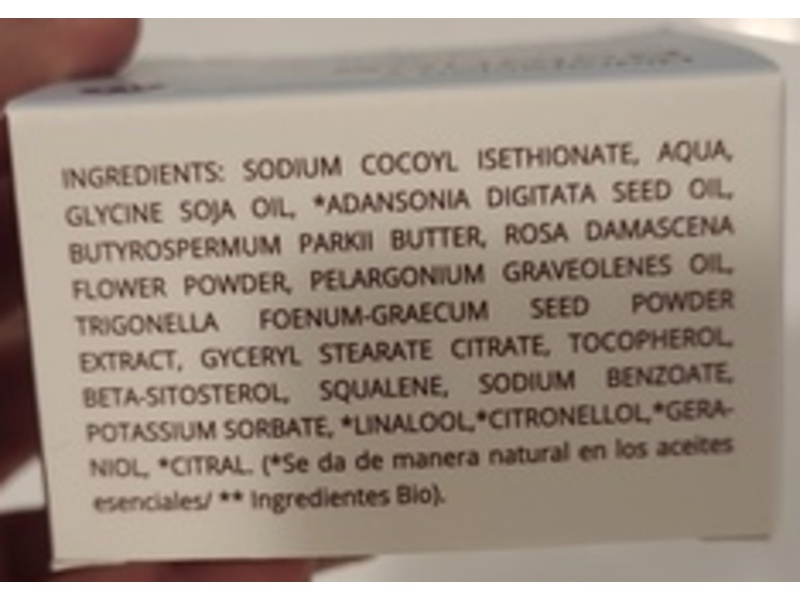 INGREDIENTS: SODIUM COCOYL ISETHIONATE, AQUA,
GLYCINE SOJA OIL, *ADANSONIA DIGITATA SEED OIL,
BUTYROSPERMUM PARKII BUTTER, ROSA DAMASCENA
FLOWER POWDER, PELARGONIUM GRAVEOLENES OIL,
TRIGONELLA FOENUM-GRAECUM SEED POWDER
EXTRACT, GYCERYL STEARATE CITRATE, TOCOPHEROL,
BETA-SITOSTEROL, SQUALENE, SODIUM BENZOATE,
POTASSIUM SORBATE, *LINALOOL,*CITRONELLOL,*GERA-
NIOL, *CITRAL. (*Se da de manera natural en los aceites
esenciales/ ** Ingredientes Bio).